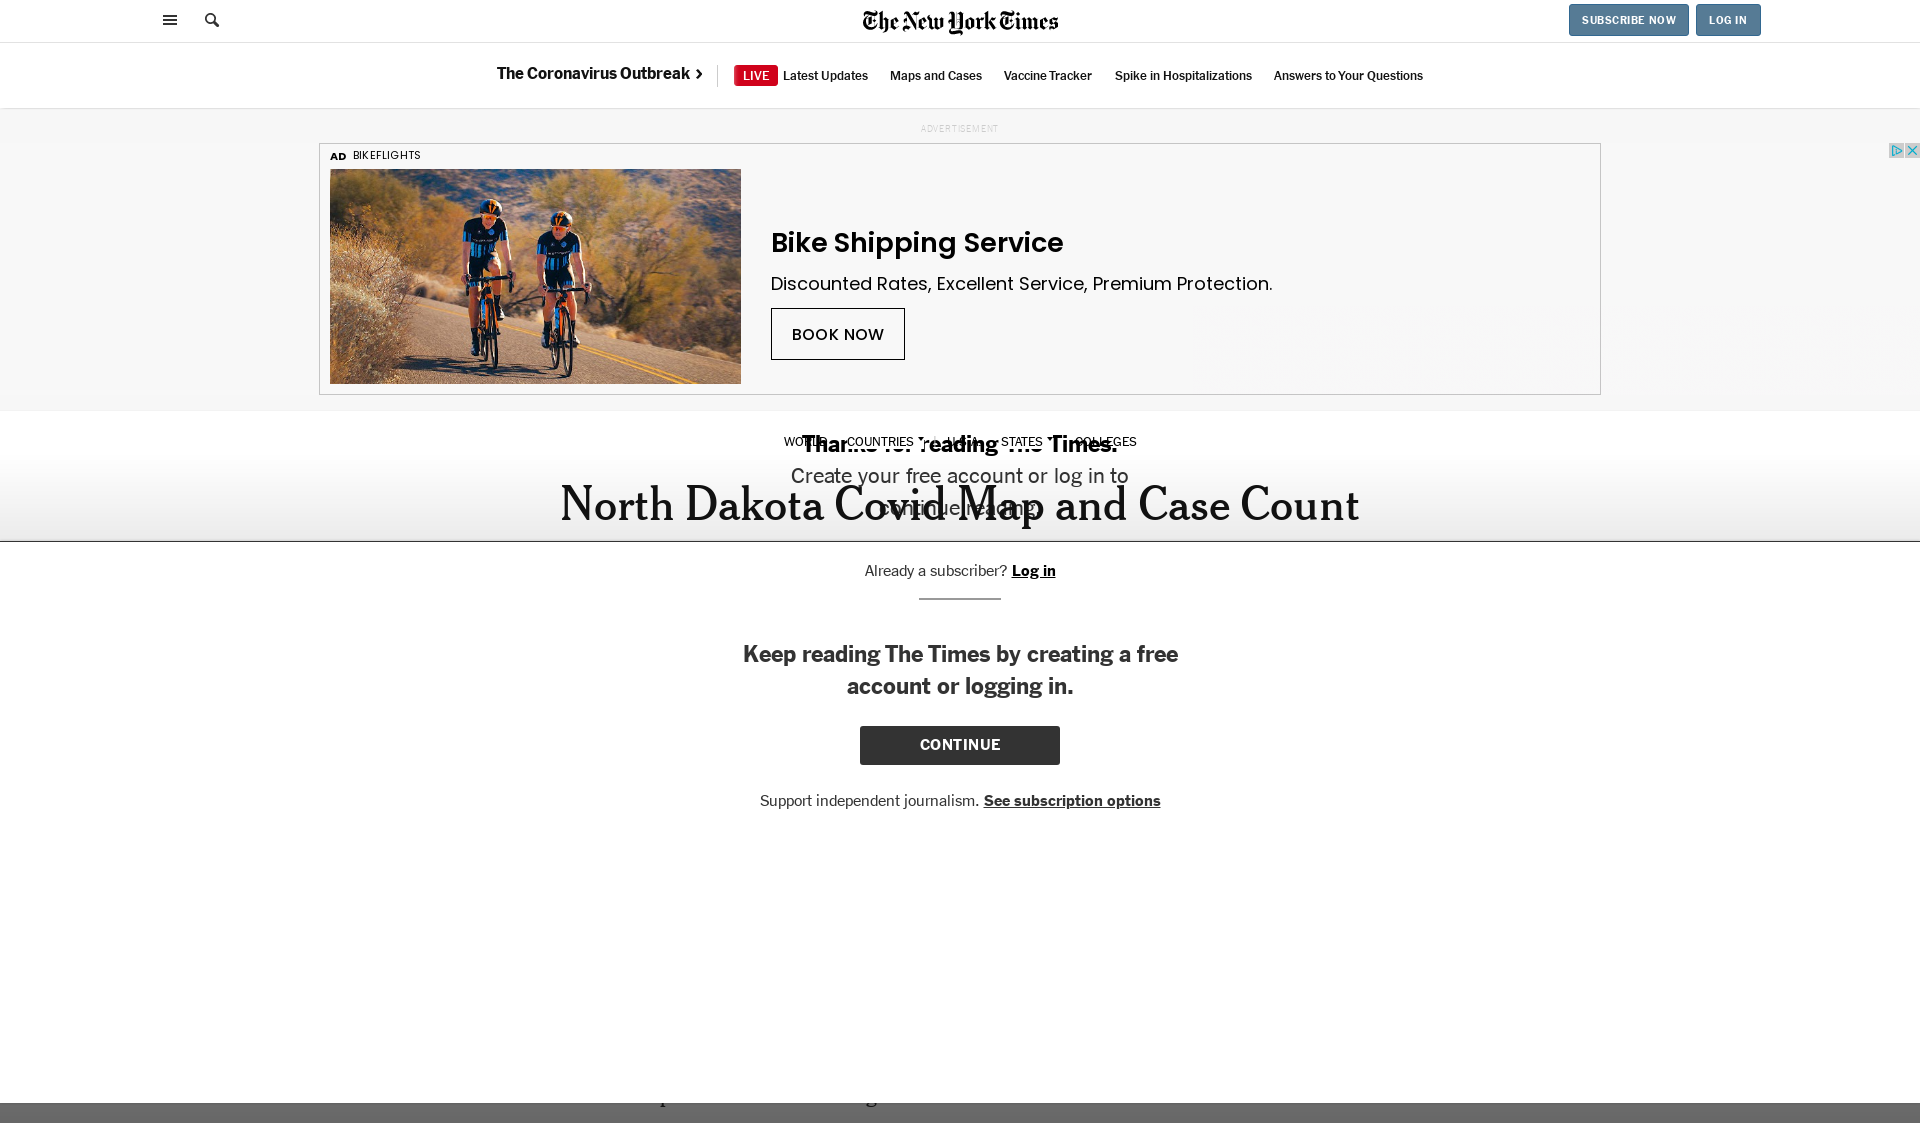 The New York Times
SUBSCRIBE NOW
LOG IN
The Coronavirus Outbreak
LIVE Latest Updates
Maps and Cases
Vaccine Tracker
Spike in Hospitalizations
Answers to Your Questions
ADVERTISEMENT
AD BIKEFLIGHTS
Bike Shipping Service
Discounted Rates, Excellent Service, Premium Protection.
BOOK NOW
WORLD COUNTRIES U.S.A. STATES COLLEGES
Thanks for reading The Times.
Create your free account or log in to
continue reading.
North Dakota Covid Map and Case Count
Already a subscriber? Log in
Keep reading The Times by creating a free
account or logging in.
CONTINUE
Support independent journalism. See subscription options